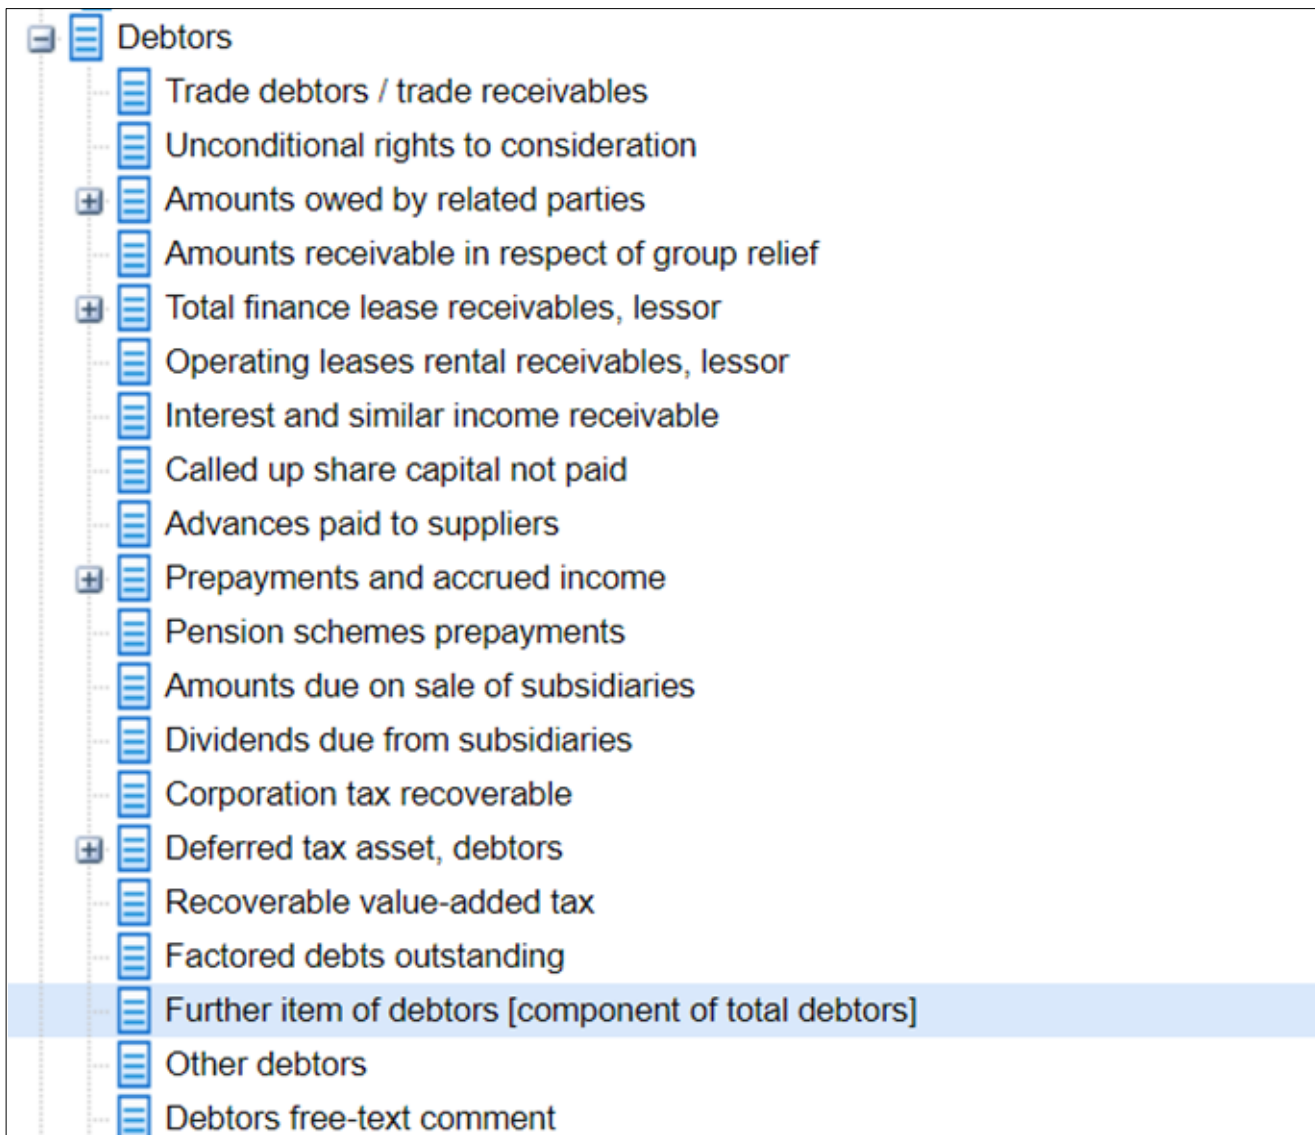 Debtors
Trade debtors / trade receivables
Unconditional rights to consideration
Amounts owed by related parties
Amounts receivable in respect of group relief
Total finance lease receivables, lessor
Operating leases rental receivables, lessor
Interest and similar income receivable
Called up share capital not paid
Advances paid to suppliers
Prepayments and accrued income
Pension schemes prepayments
Amounts due on sale of subsidiaries
Dividends due from subsidiaries
Corporation tax recoverable
Deferred tax asset, debtors
Recoverable value-added tax
Factored debts outstanding
Further item of debtors [component of total debtors]
Other debtors
Debtors free-text comment